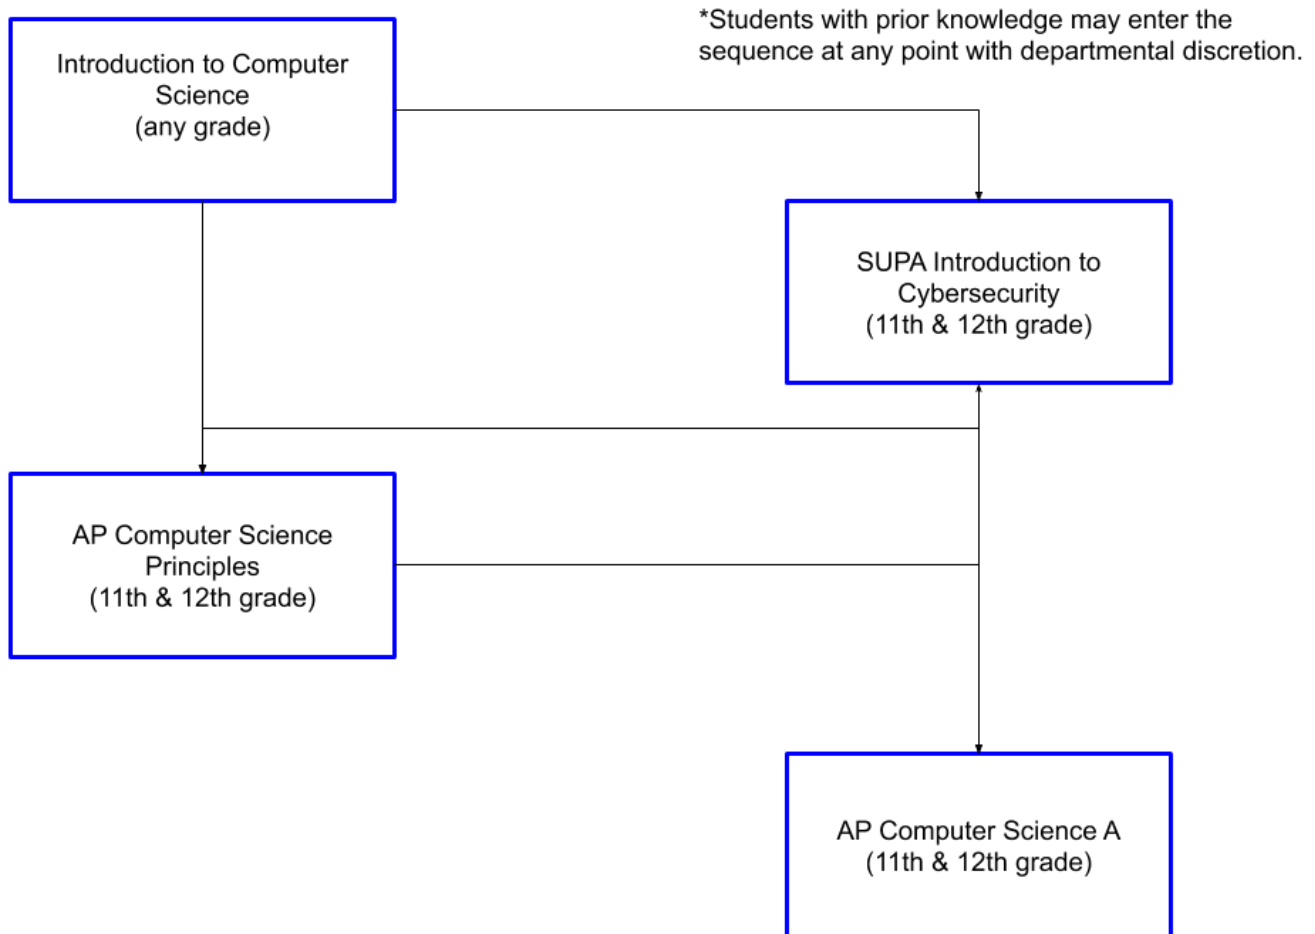 *Students with prior knowledge may enter the
sequence at any point with departmental discretion.
Introduction to Computer
Science
(any grade)
SUPA Introduction to
Cybersecurity
(11th & 12th grade)
AP Computer Science
Principles
(11th & 12th grade)
AP Computer Science A
(11th & 12th grade)